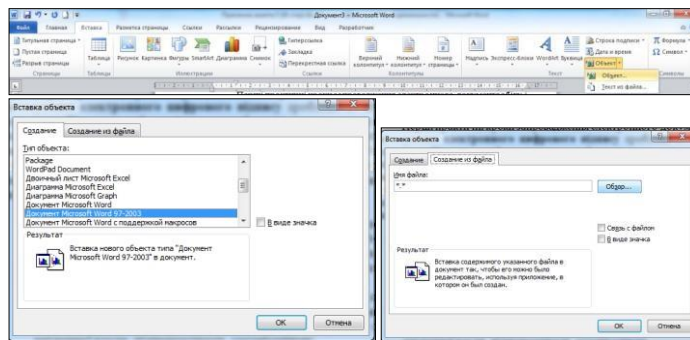 Документ3 - Microsoft Word
Файл Главная Вставка Разметка страницы Ссылки Рассылки Рецензирование Вид Разработчик
Титульная страница
Пустая страница
Разрыв страницы
Страницы
Таблица
Таблицы
Рисунок Картинка Фигуры SmartArt Диаграмма Снимок
Иллюстрации
Гиперссылка
Закладка
Перекрестная ссылка
Ссылки
Верхний колонтитул Нижний колонтитул Номер страницы
Колонтитулы
Надпись Экспресс-блоки WordArt Буквица
Текст
Строка подписи
Дата и время
Объект
Формула
Символ
Символы
Объект...
Текст из файла...
Вставка объекта
Создание Создание из файла
Тип объекта:
Package
WordPad Document
Двоичный лист Microsoft Excel
Диаграмма Microsoft Excel
Диаграмма Microsoft Graph
Документ Microsoft Word
Документ Microsoft Word 97-2003
Документ Microsoft Word с поддержкой макросов
В виде значка
Результат
Вставка нового объекта типа "Документ
Microsoft Word 97-2003" в документ.
ОК Отмена
Вставка объекта
Создание Создание из файла
Имя файла:
*.*
Обзор...
Связь с файлом
В виде значка
Результат
Вставка содержимого указанного файла в
документ так, чтобы его можно было
редактировать, используя приложение, в
котором он был создан.
ОК Отмена